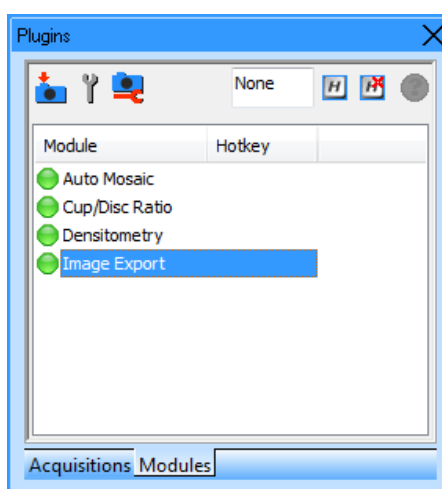 Plugins
None
H H
Module Hotkey
Auto Mosaic
Cup/Disc Ratio
Densitometry
Image Export
Acquisitions Modules